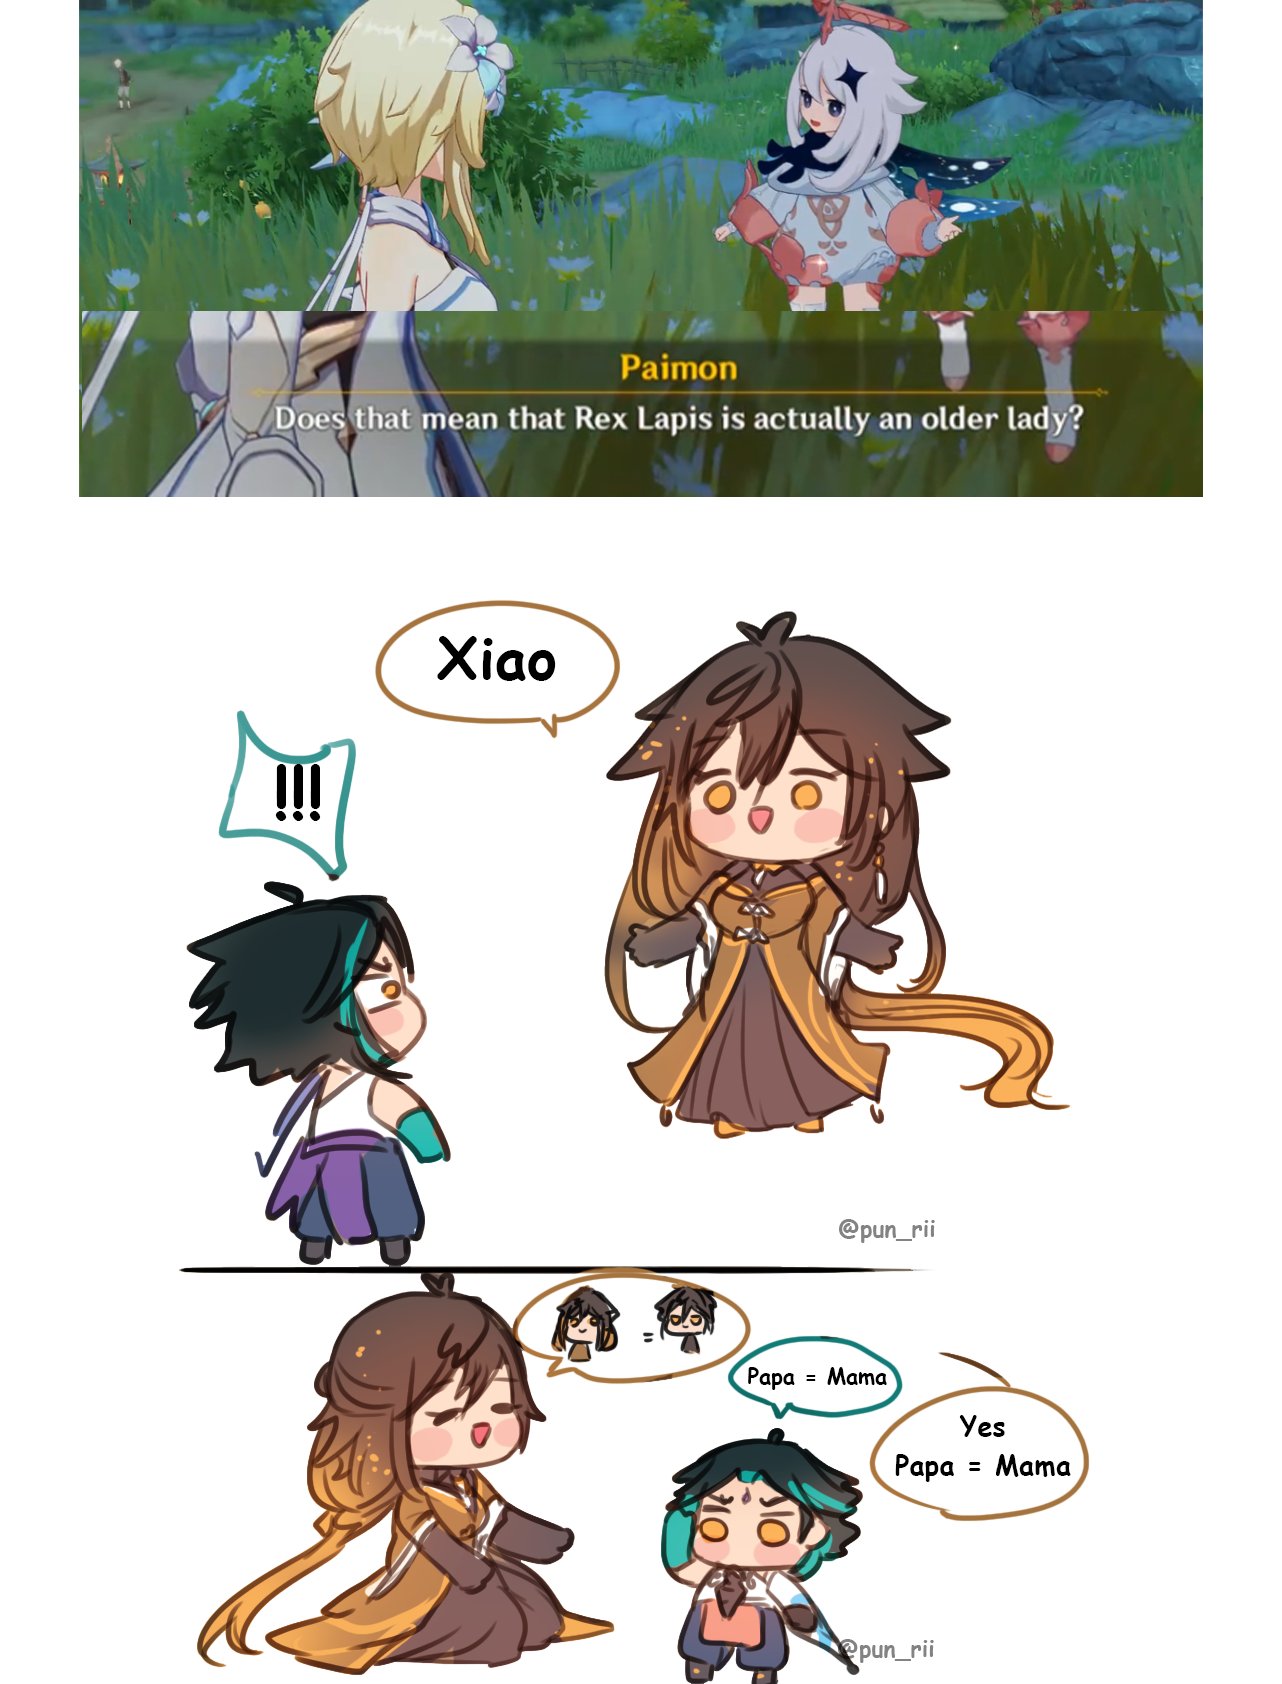 Paimon
Does that mean that Rex Lapis is actually an older lady?
Xiao
!!!
@pun_rii
=
Papa = Mama
Yes
Papa = Mama
@pun_rii